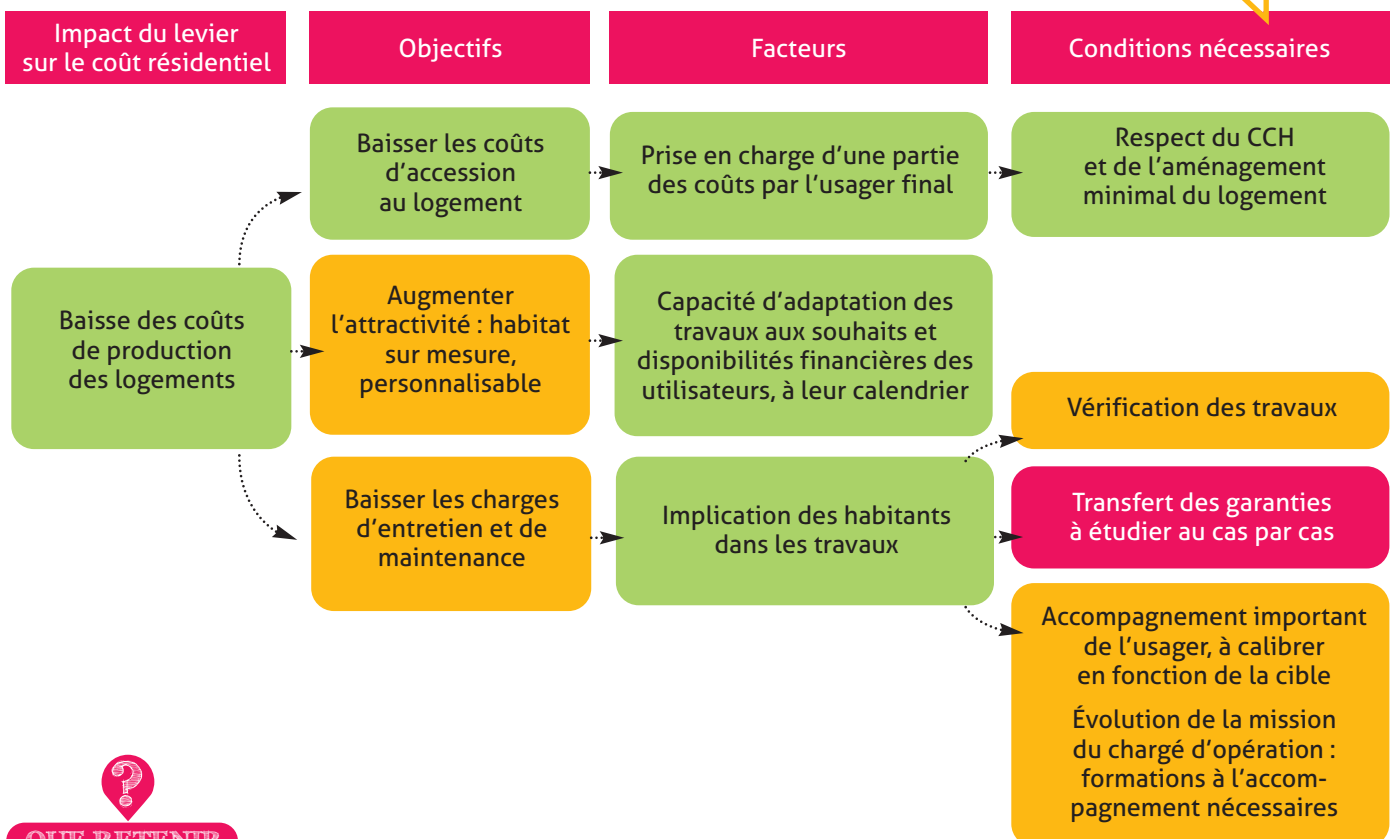 Impact du levier
sur le coût résidentiel
Objectifs
Facteurs
Conditions nécessaires
Baisse des coûts
de production
des logements
Baisser les coûts
d'accession
au logement
Prise en charge d'une partie
des coûts par l'usager final
Respect du CCH
et de l'aménagement
minimal du logement
Augmenter
l'attractivité : habitat
sur mesure,
personnalisable
Capacité d'adaptation des
travaux aux souhaits et
disponibilités financières des
utilisateurs, à leur calendrier
Baisser les charges
d'entretien et de
maintenance
Implication des habitants
dans les travaux
Vérification des travaux
Transfert des garanties
à étudier au cas par cas
Accompagnement important
de l'usager, à calibrer
en fonction de la cible
Évolution de la mission
du chargé d'opération :
formations à l'accom-
pagnement nécessaires
?
QUE RETENIR